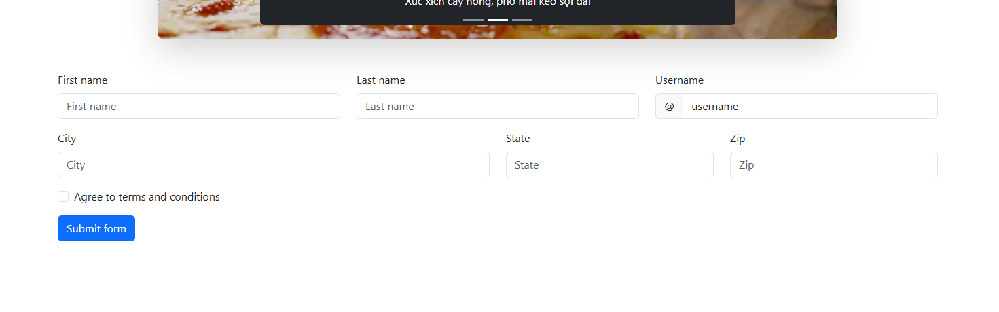 Xúc xích cay nồng, phô mai kéo sợi dài
First name
Last name
Username
First name
Last name
@ username
City
State
Zip
City
State
Zip
Agree to terms and conditions
Submit form